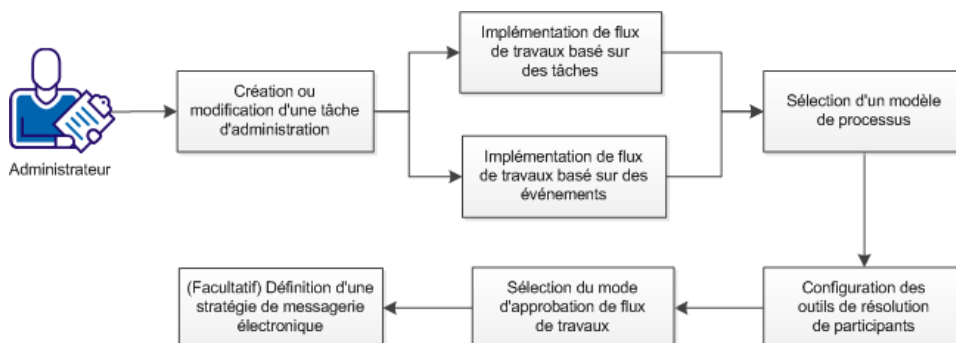 Administrateur
Création ou
modification d'une tâche
d'administration
Implémentation de flux
de travaux basé sur
des tâches
Implémentation de flux
de travaux basé sur des
événements
Sélection d'un modèle
de processus
Configuration des
outils de résolution
de participants
Sélection du mode
d'approbation de flux
de travaux
(Facultatif) Définition d'une
stratégie de messagerie
électronique